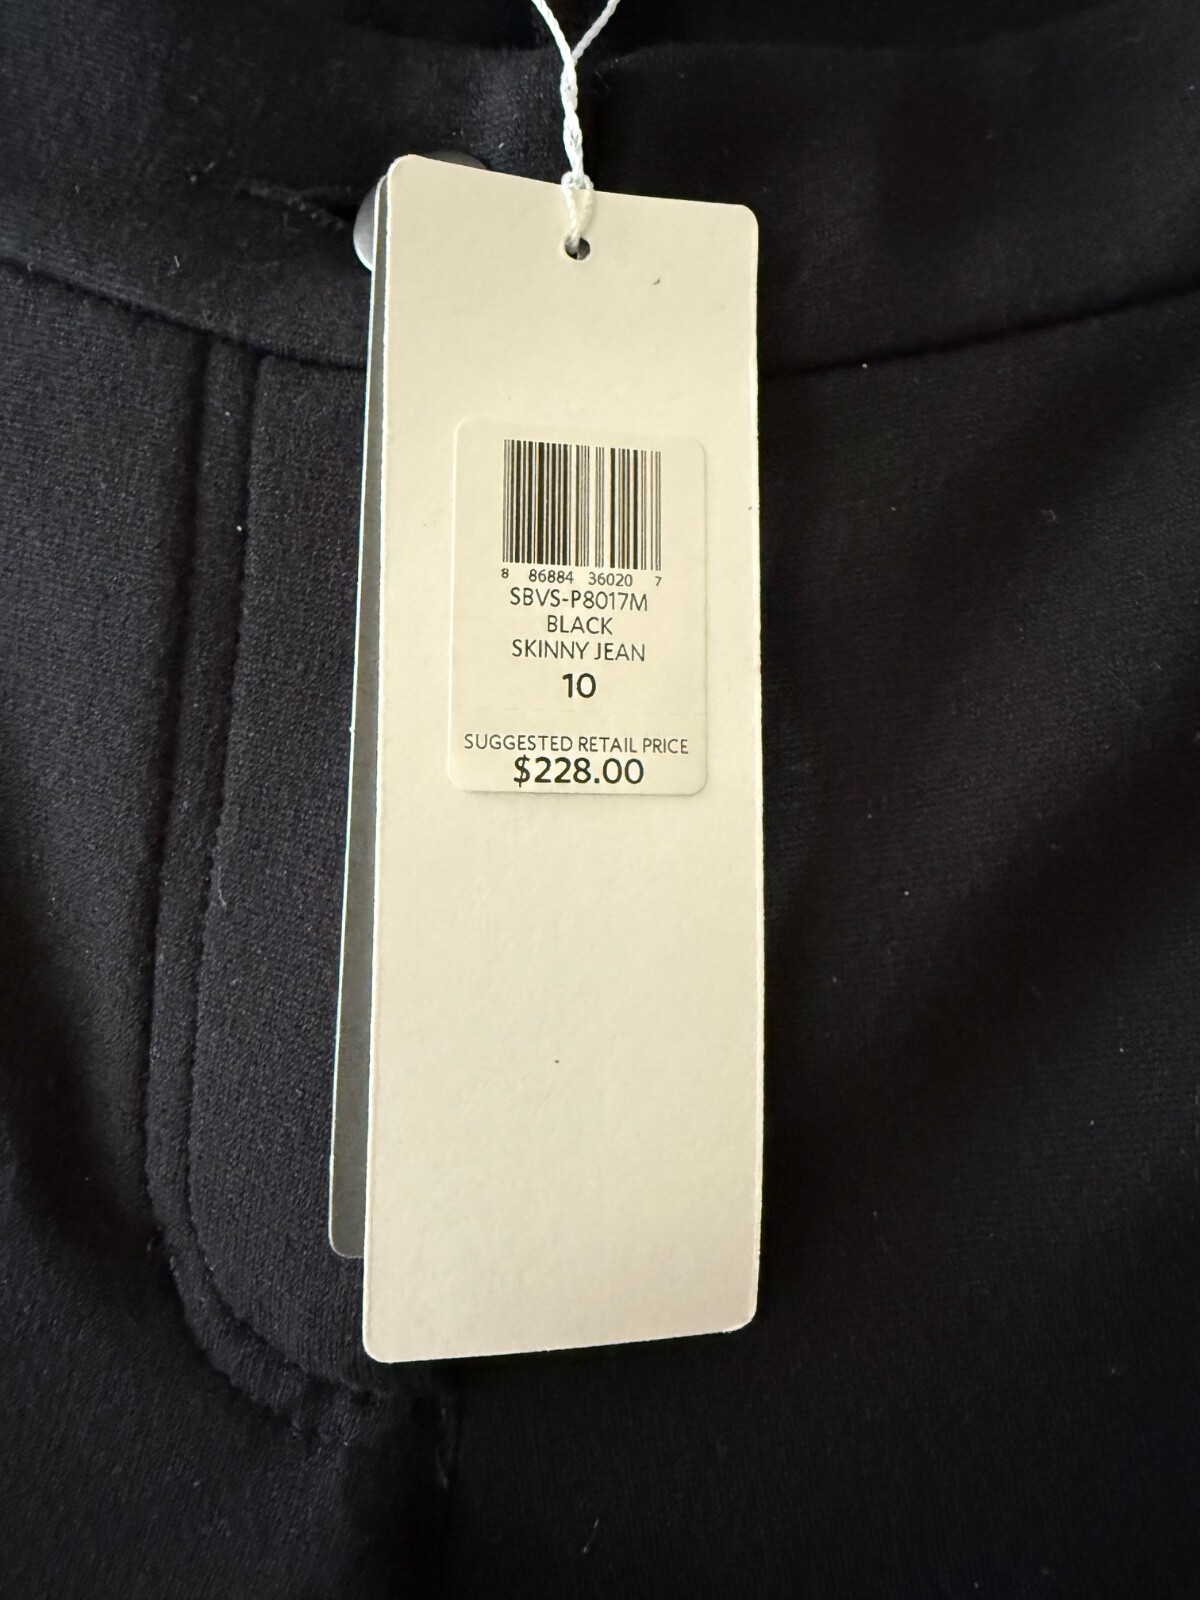 8 86884 36020 7
SBVS-P8017M
BLACK
SKINNY JEAN
10
SUGGESTED RETAIL PRICE
$228.00